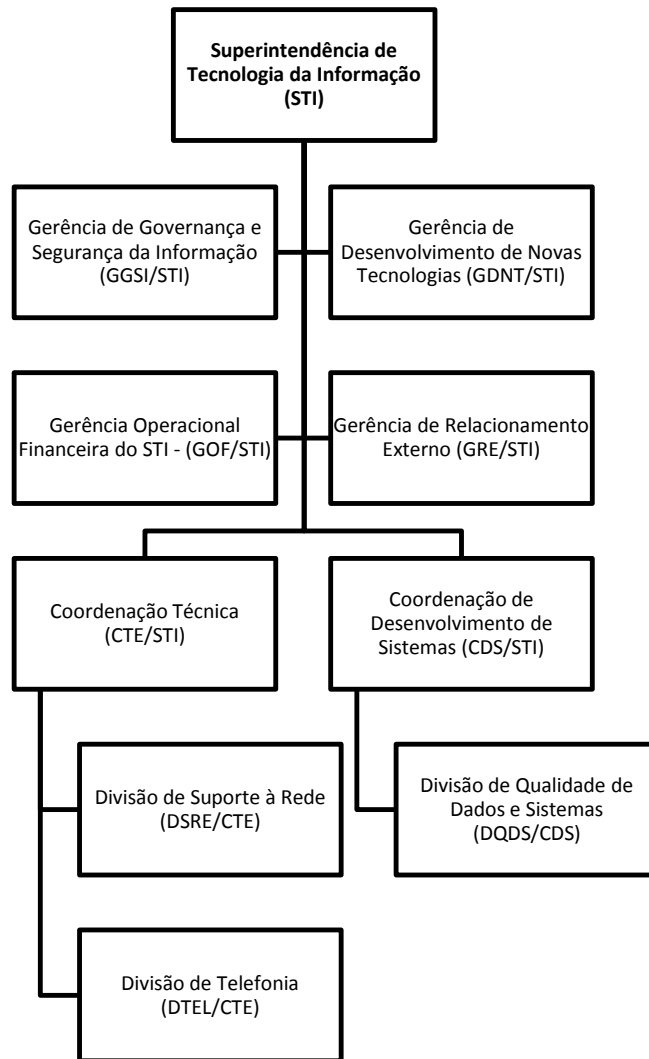 Superintendência de
Tecnologia da Informação
(STI)
Gerência de Governança e
Segurança da Informação
(GGSI/STI)
Gerência de
Desenvolvimento de Novas
Tecnologias (GDNT/STI)
Gerência Operacional
Financeira do STI - (GOF/STI)
Gerência de Relacionamento
Externo (GRE/STI)
Coordenação Técnica
(CTE/STI)
Coordenação de
Desenvolvimento de
Sistemas (CDS/STI)
Divisão de Suporte à Rede
(DSRE/CTE)
Divisão de Qualidade de
Dados e Sistemas
(DQDS/CDS)
Divisão de Telefonia
(DTEL/CTE)